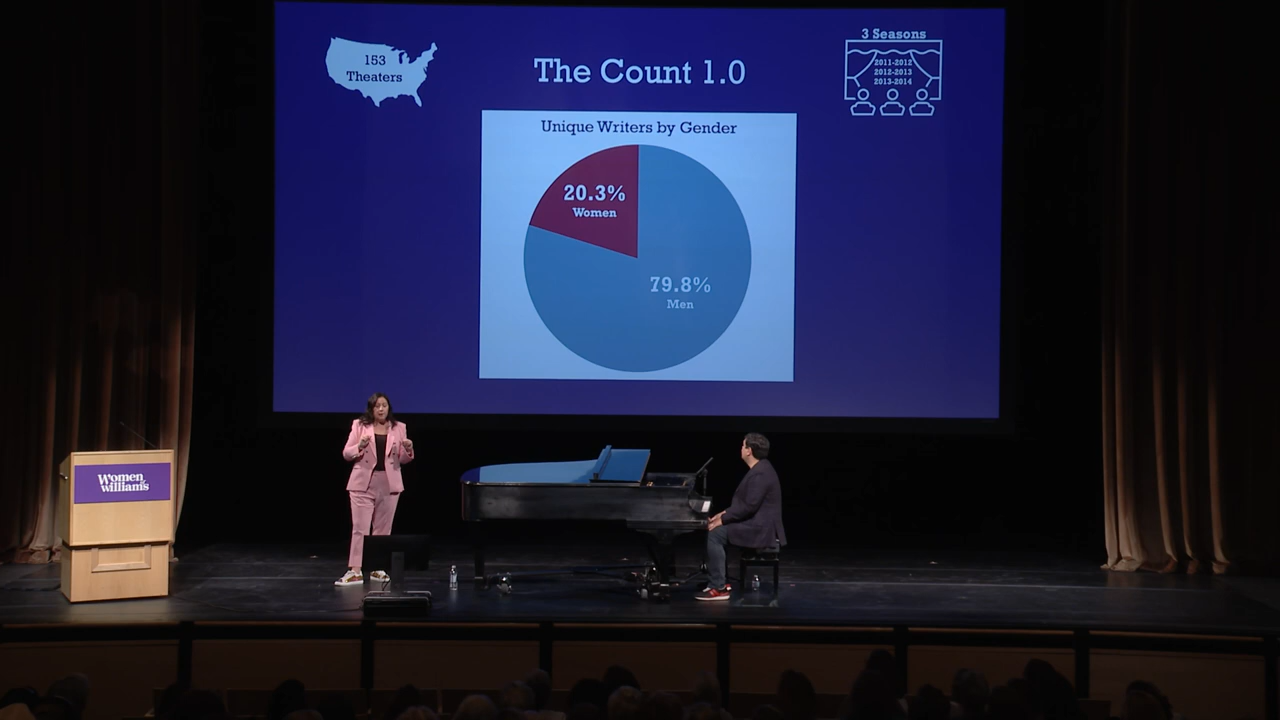 153
Theaters
The Count 1.0
3 Seasons
2011-2012
2012-2013
2013-2014
Unique Writers by Gender
20.3%
Women
79.8%
Men
Women
williams